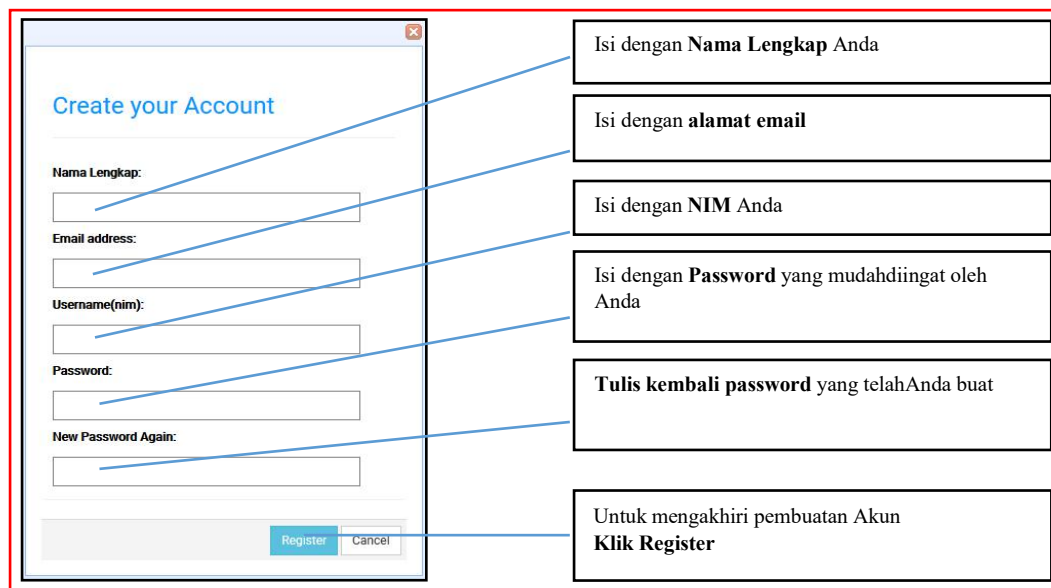 Create your Account
Nama Lengkap:
Email address:
Username(nim):
Password:
New Password Again:
Register Cancel
Isi dengan Nama Lengkap Anda
Isi dengan alamat email
Isi dengan NIM Anda
Isi dengan Password yang mudahdiingat oleh
Anda
Tulis kembali password yang telahAnda buat
Untuk mengakhiri pembuatan Akun
Klik Register